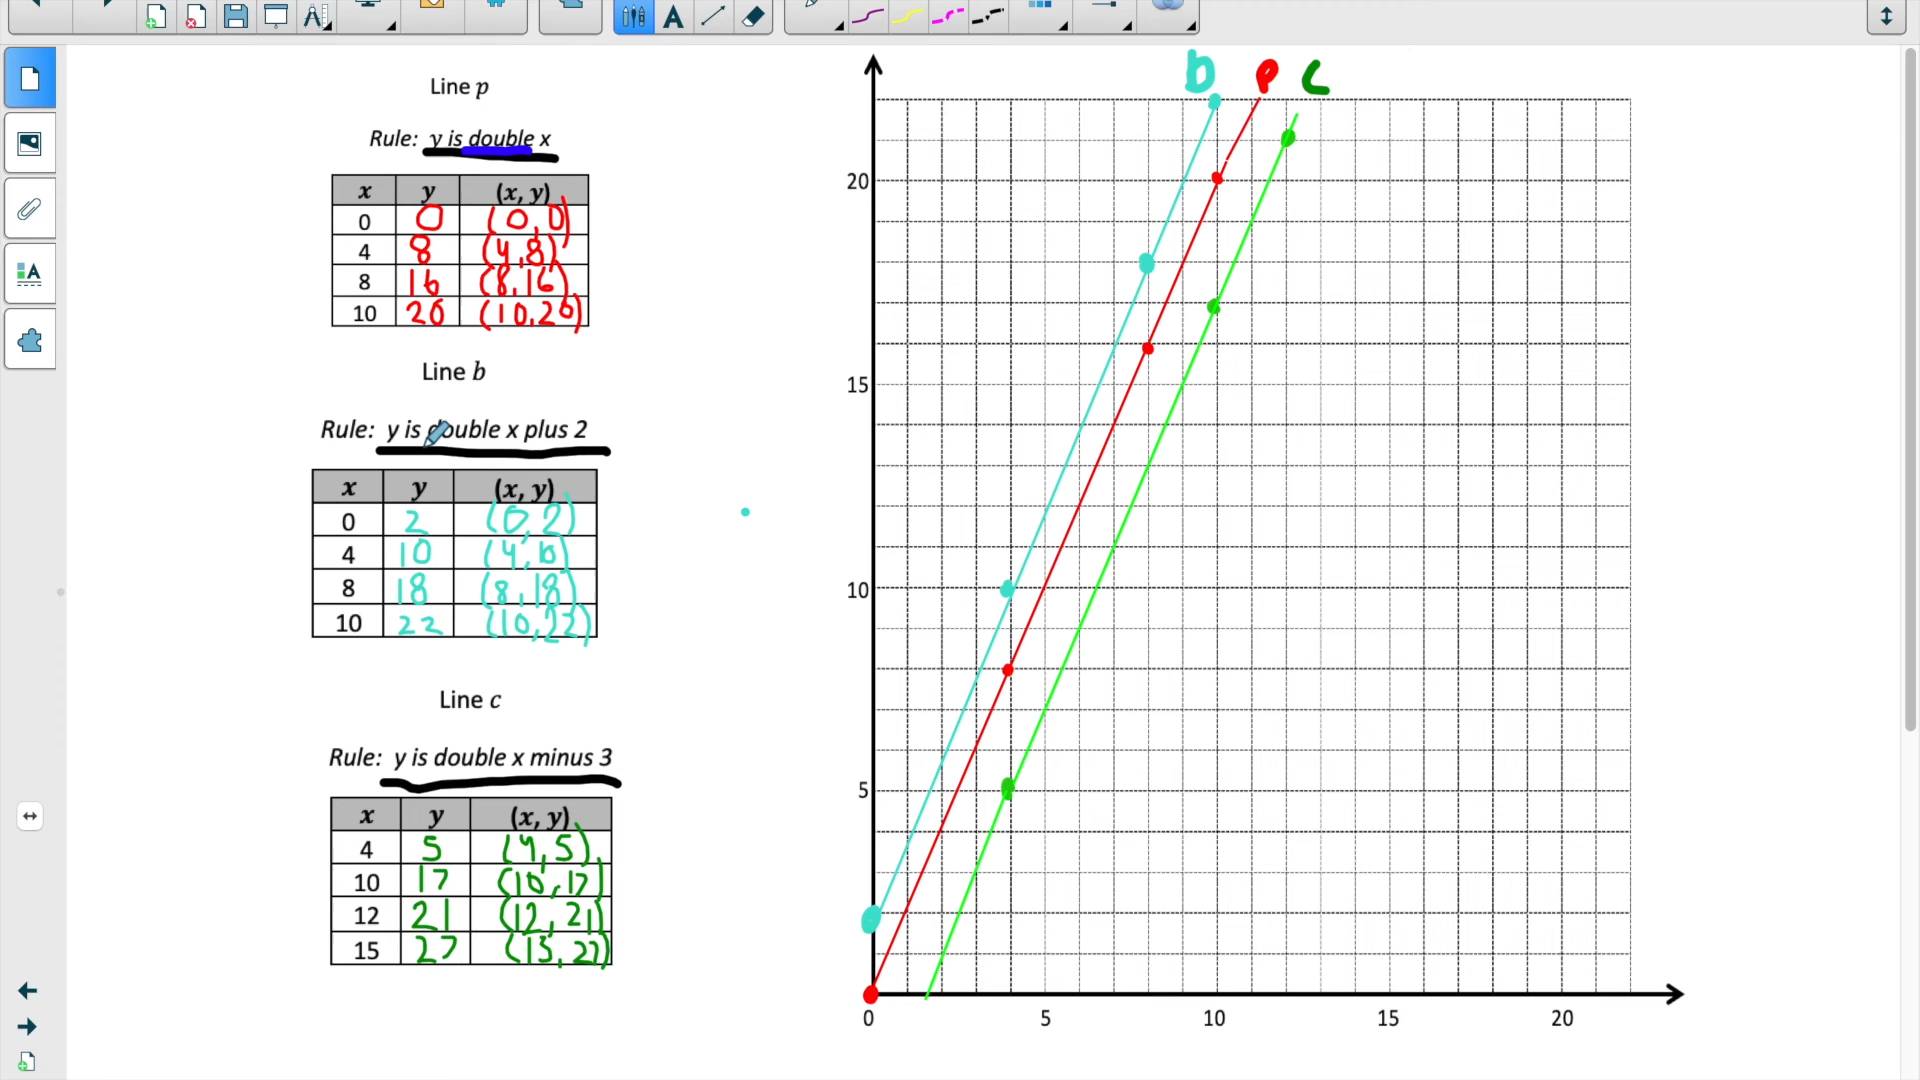 Line p
Rule: y is double x
x y (x, y)
0 0 (0,0)
4 8 (4,8)
8 16 (8,16)
10 20 (10,20)
Line b
Rule: y is double x plus 2
x y (x, y)
0 2 (0,2)
4 10 (4,10)
8 18 (8,18)
10 22 (10,22)
Line c
Rule: y is double x minus 3
x y (x, y)
4 5 (4,5)
10 17 (10,17)
12 21 (12,21)
15 27 (15,27)
b p c
20
15
10
5
0 5 10 15 20
A
A